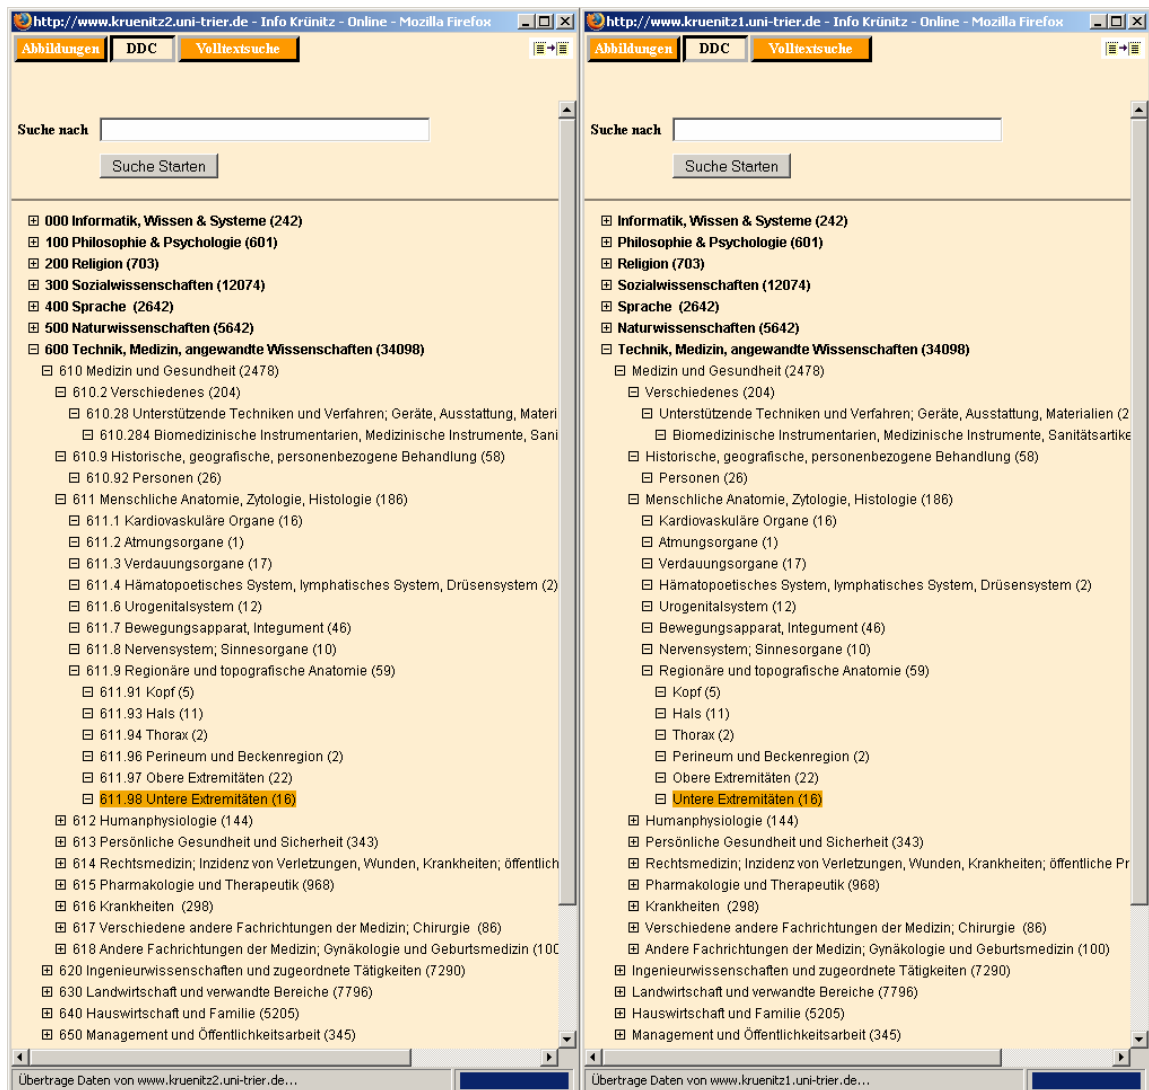 http://www.kruenitz2.uni-trier.de - Info Krünitz - Online - Mozilla Firefox
Abbildungen DDC Volltextsuche
Suche nach
Suche Starten
000 Informatik, Wissen & Systeme (242)
100 Philosophie & Psychologie (601)
200 Religion (703)
300 Sozialwissenschaften (12074)
400 Sprache (2642)
500 Naturwissenschaften (5642)
600 Technik, Medizin, angewandte Wissenschaften (34098)
610 Medizin und Gesundheit (2478)
610.2 Verschiedenes (204)
610.28 Unterstützende Techniken und Verfahren; Geräte, Ausstattung, Materi
610.284 Biomedizinische Instrumentarien, Medizinische Instrumente, Sani
610.9 Historische, geografische, personenbezogene Behandlung (58)
610.92 Personen (26)
611 Menschliche Anatomie, Zytologie, Histologie (186)
611.1 Kardiovaskuläre Organe (16)
611.2 Atmungsorgane (1)
611.3 Verdauungsorgane (17)
611.4 Hämatopoetisches System, lymphatisches System, Drüsensystem (2)
611.6 Urogenitalsystem (12)
611.7 Bewegungsapparat, Integument (46)
611.8 Nervensystem; Sinnesorgane (10)
611.9 Regionäre und topografische Anatomie (59)
611.91 Kopf (5)
611.93 Hals (11)
611.94 Thorax (2)
611.96 Perineum und Beckenregion (2)
611.97 Obere Extremitäten (22)
611.98 Untere Extremitäten (16)
612 Humanphysiologie (144)
613 Persönliche Gesundheit und Sicherheit (343)
614 Rechtsmedizin; Inzidenz von Verletzungen, Wunden, Krankheiten; öffentlich
615 Pharmakologie und Therapeutik (968)
616 Krankheiten (298)
617 Verschiedene andere Fachrichtungen der Medizin; Chirurgie (86)
618 Andere Fachrichtungen der Medizin; Gynäkologie und Geburtsmedizin (100
620 Ingenieurwissenschaften und zugeordnete Tätigkeiten (7290)
630 Landwirtschaft und verwandte Bereiche (7796)
640 Hauswirtschaft und Familie (5205)
650 Management und Öffentlichkeitsarbeit (345)
Übertrage Daten von www.kruenitz2.uni-trier.de...
http://www.kruenitz1.uni-trier.de - Info Krünitz - Online - Mozilla Firefox
Abbildungen DDC Volltextsuche
Suche nach
Suche Starten
Informatik, Wissen & Systeme (242)
Philosophie & Psychologie (601)
Religion (703)
Sozialwissenschaften (12074)
Sprache (2642)
Naturwissenschaften (5642)
Technik, Medizin, angewandte Wissenschaften (34098)
Medizin und Gesundheit (2478)
Verschiedenes (204)
Unterstützende Techniken und Verfahren; Geräte, Ausstattung, Materialien (2
Biomedizinische Instrumentarien, Medizinische Instrumente, Sanitätsartike
Historische, geografische, personenbezogene Behandlung (58)
Personen (26)
Menschliche Anatomie, Zytologie, Histologie (186)
Kardiovaskuläre Organe (16)
Atmungsorgane (1)
Verdauungsorgane (17)
Hämatopoetisches System, lymphatisches System, Drüsensystem (2)
Urogenitalsystem (12)
Bewegungsapparat, Integument (46)
Nervensystem; Sinnesorgane (10)
Regionäre und topografische Anatomie (59)
Kopf (5)
Hals (11)
Thorax (2)
Perineum und Beckenregion (2)
Obere Extremitäten (22)
Untere Extremitäten (16)
Humanphysiologie (144)
Persönliche Gesundheit und Sicherheit (343)
Rechtsmedizin; Inzidenz von Verletzungen, Wunden, Krankheiten; öffentliche Pr
Pharmakologie und Therapeutik (968)
Krankheiten (298)
Verschiedene andere Fachrichtungen der Medizin; Chirurgie (86)
Andere Fachrichtungen der Medizin; Gynäkologie und Geburtsmedizin (100)
Ingenieurwissenschaften und zugeordnete Tätigkeiten (7290)
Landwirtschaft und verwandte Bereiche (7796)
Hauswirtschaft und Familie (5205)
Management und Öffentlichkeitsarbeit (345)
Übertrage Daten von www.kruenitz1.uni-trier.de...